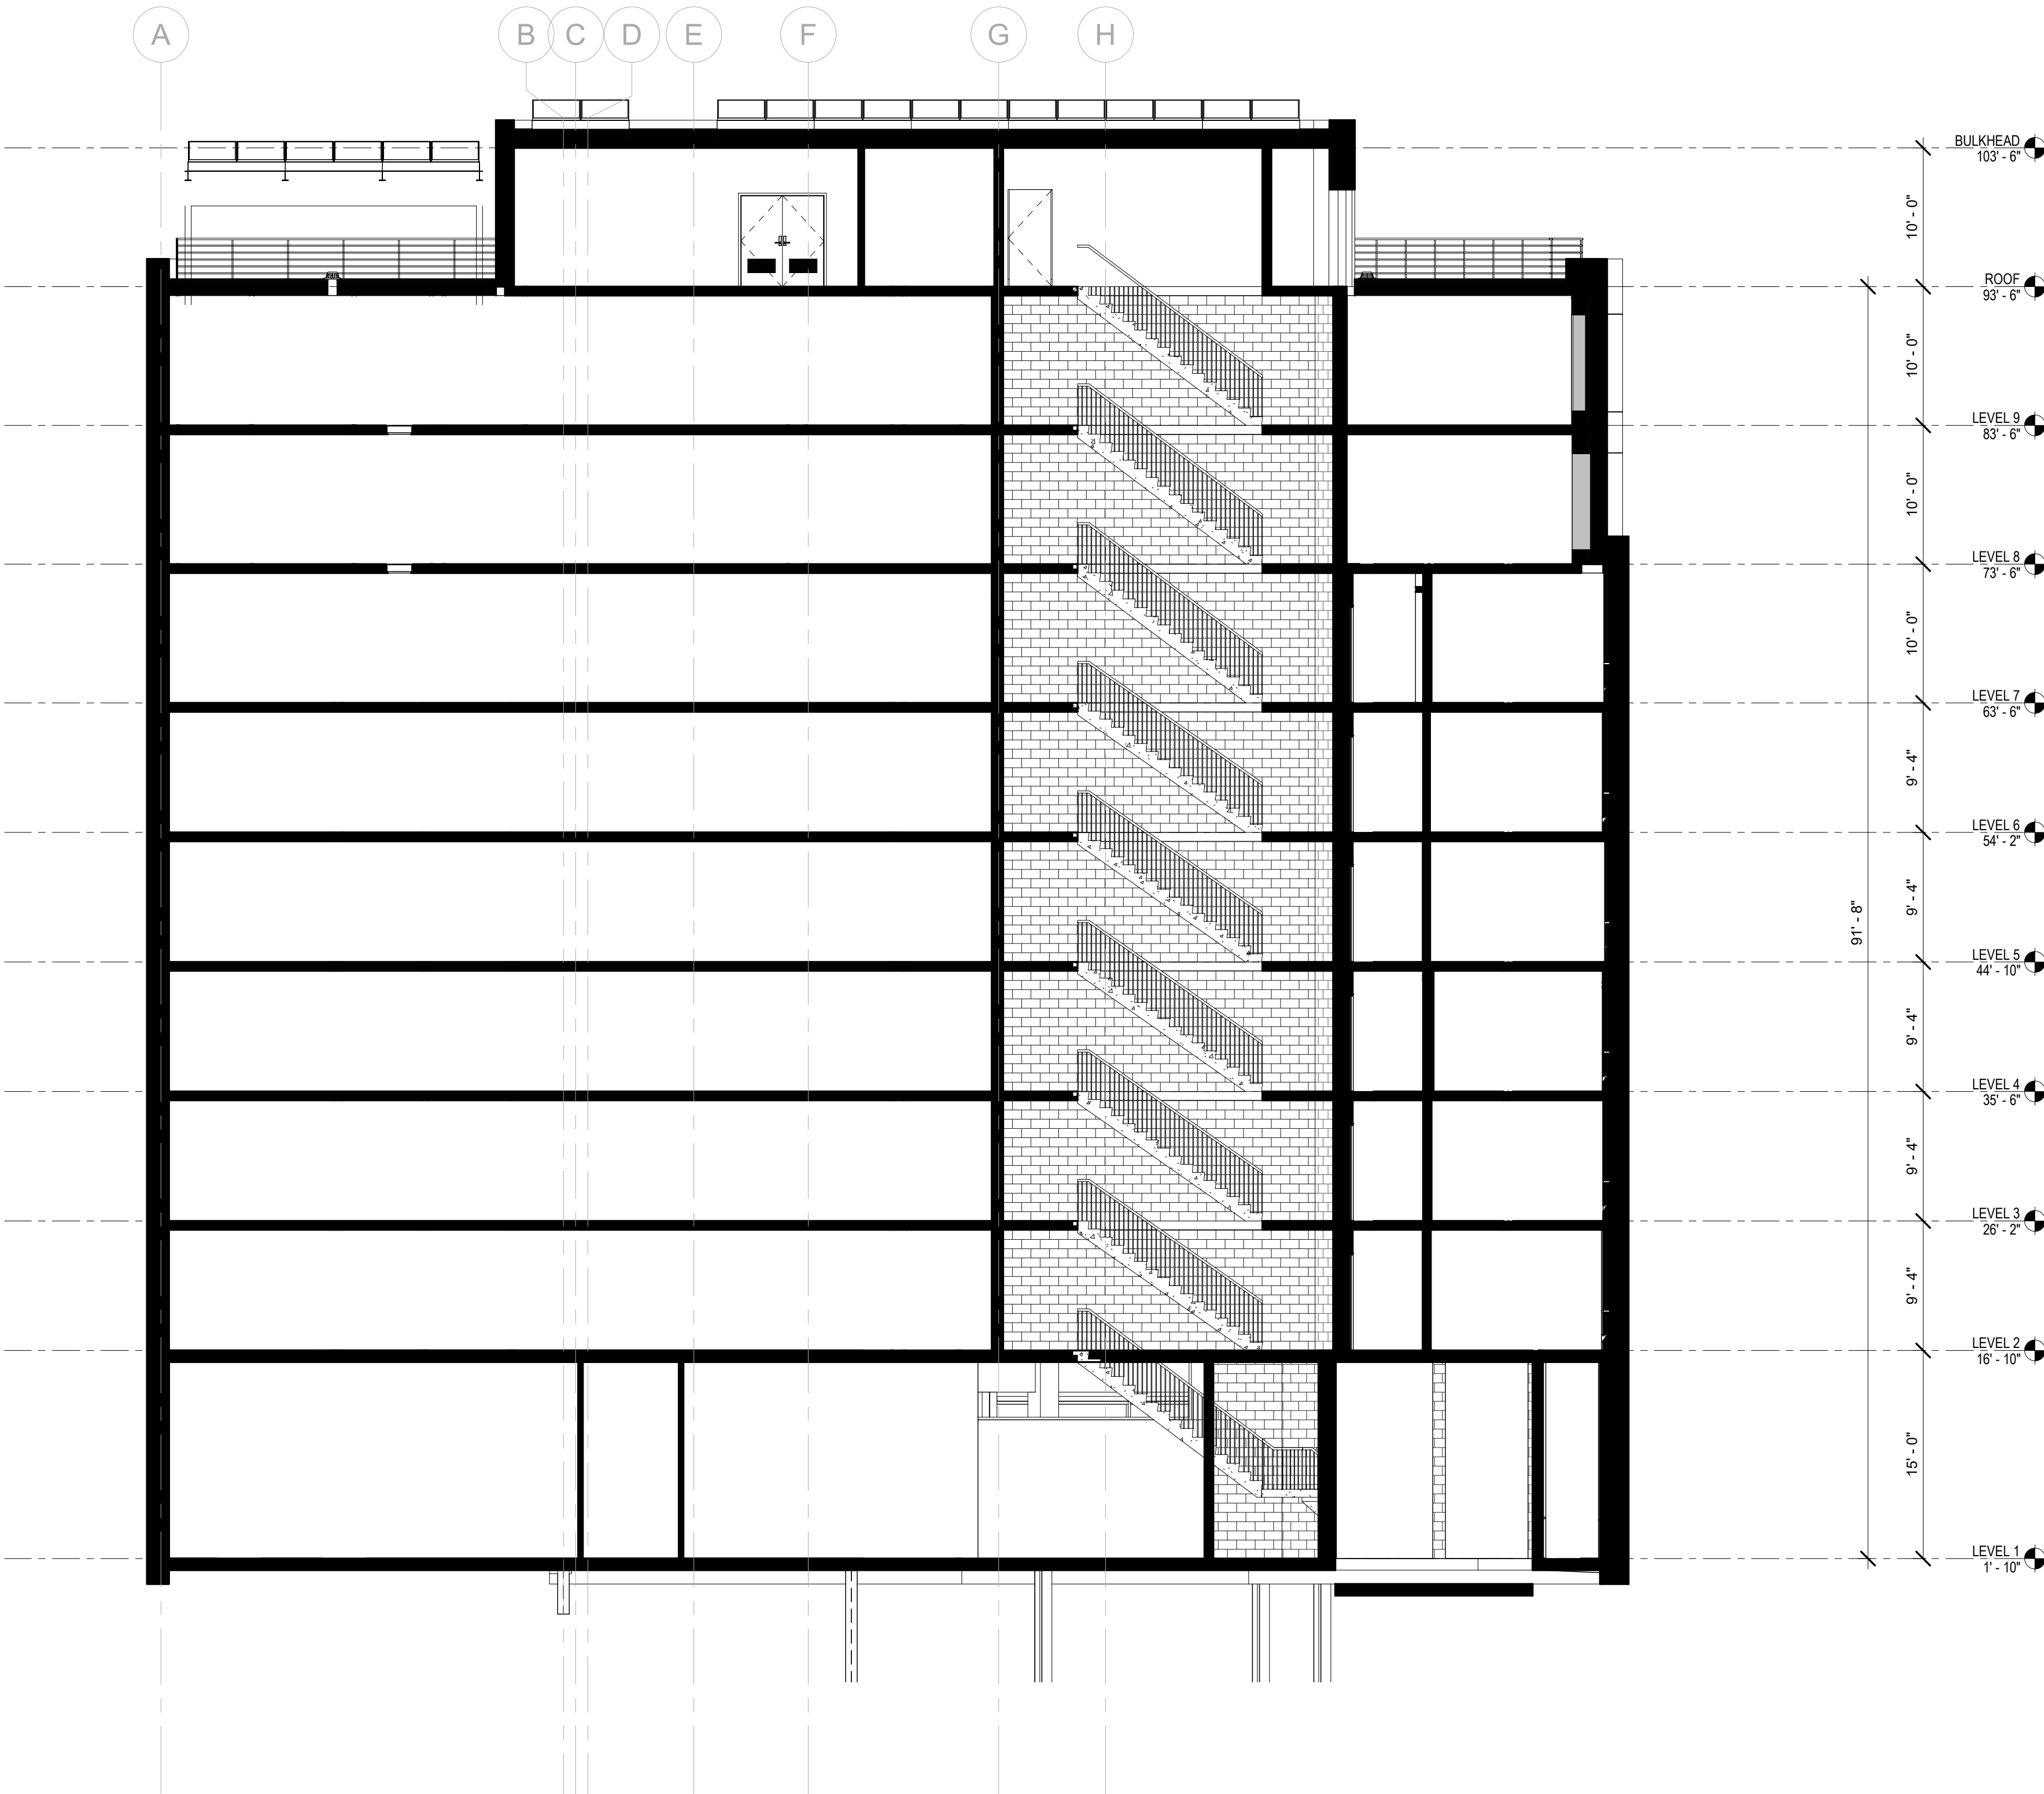 A
B
C
D
E
F
G
H
BULKHEAD
103' - 6"
10' - 0"
ROOF
93' - 6"
10' - 0"
LEVEL 9
83' - 6"
10' - 0"
LEVEL 8
73' - 6"
10' - 0"
LEVEL 7
63' - 6"
9' - 4"
LEVEL 6
54' - 2"
9' - 4"
91' - 8"
LEVEL 5
44' - 10"
9' - 4"
LEVEL 4
35' - 6"
9' - 4"
LEVEL 3
26' - 2"
9' - 4"
LEVEL 2
16' - 10"
15' - 0"
LEVEL 1
1' - 10"